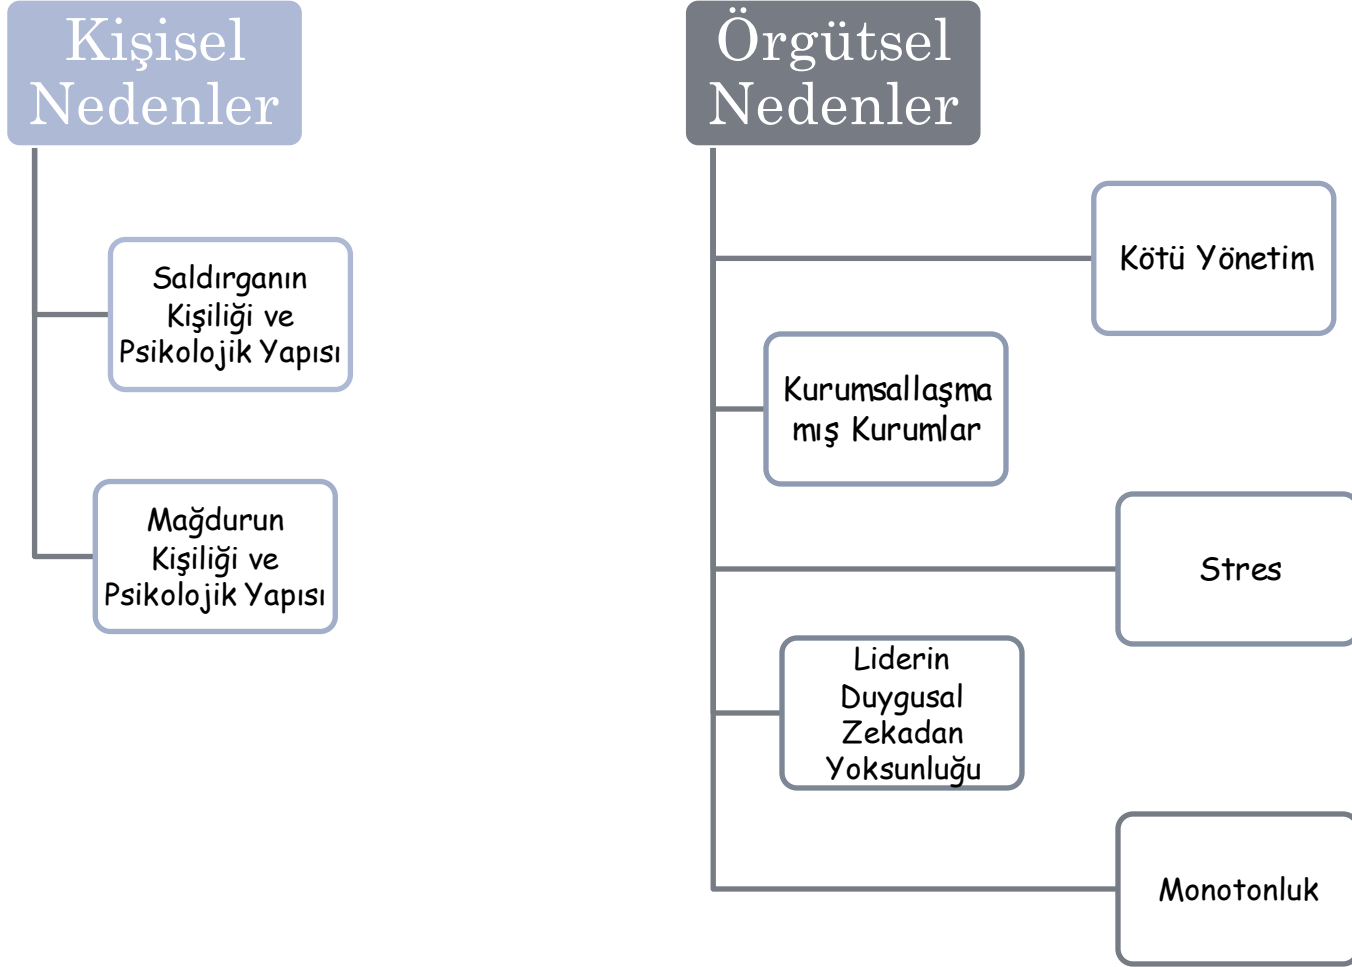 Kişisel
Nedenler
Saldırganın
Kişiliği ve
Psikolojik Yapısı
Mağdurun
Kişiliği ve
Psikolojik Yapısı
Örgütsel
Nedenler
Kötü Yönetim
Kurumsallaşma
mış Kurumlar
Stres
Liderin
Duygusal
Zekadan
Yoksunluğu
Monotonluk